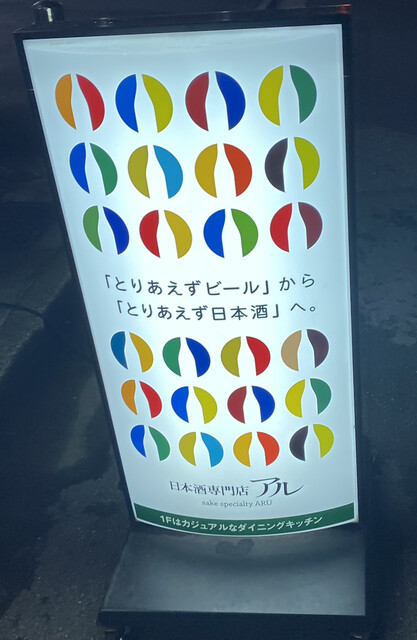 「とりあえずビール」から
「とりあえず日本酒」へ。
日本酒専門店 アル
sake specialty ARU
1Fはカジュアルなダイニングキッチン